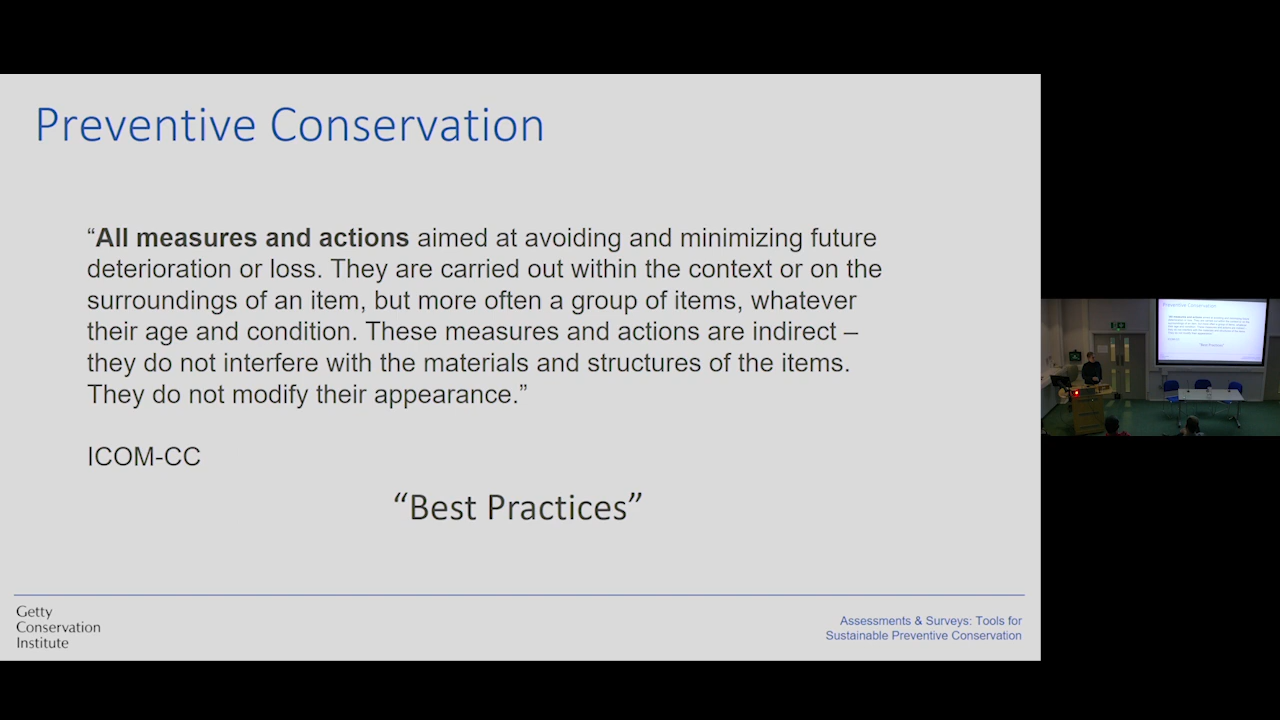 Preventive Conservation
“All measures and actions aimed at avoiding and minimizing future
deterioration or loss. They are carried out within the context or on the
surroundings of an item, but more often a group of items, whatever
their age and condition. These measures and actions are indirect –
they do not interfere with the materials and structures of the items.
They do not modify their appearance.”
ICOM-CC
“Best Practices”
Getty
Conservation
Institute
Assessments & Surveys: Tools for
Sustainable Preventive Conservation
Preventive Conservation
"Best Practices"